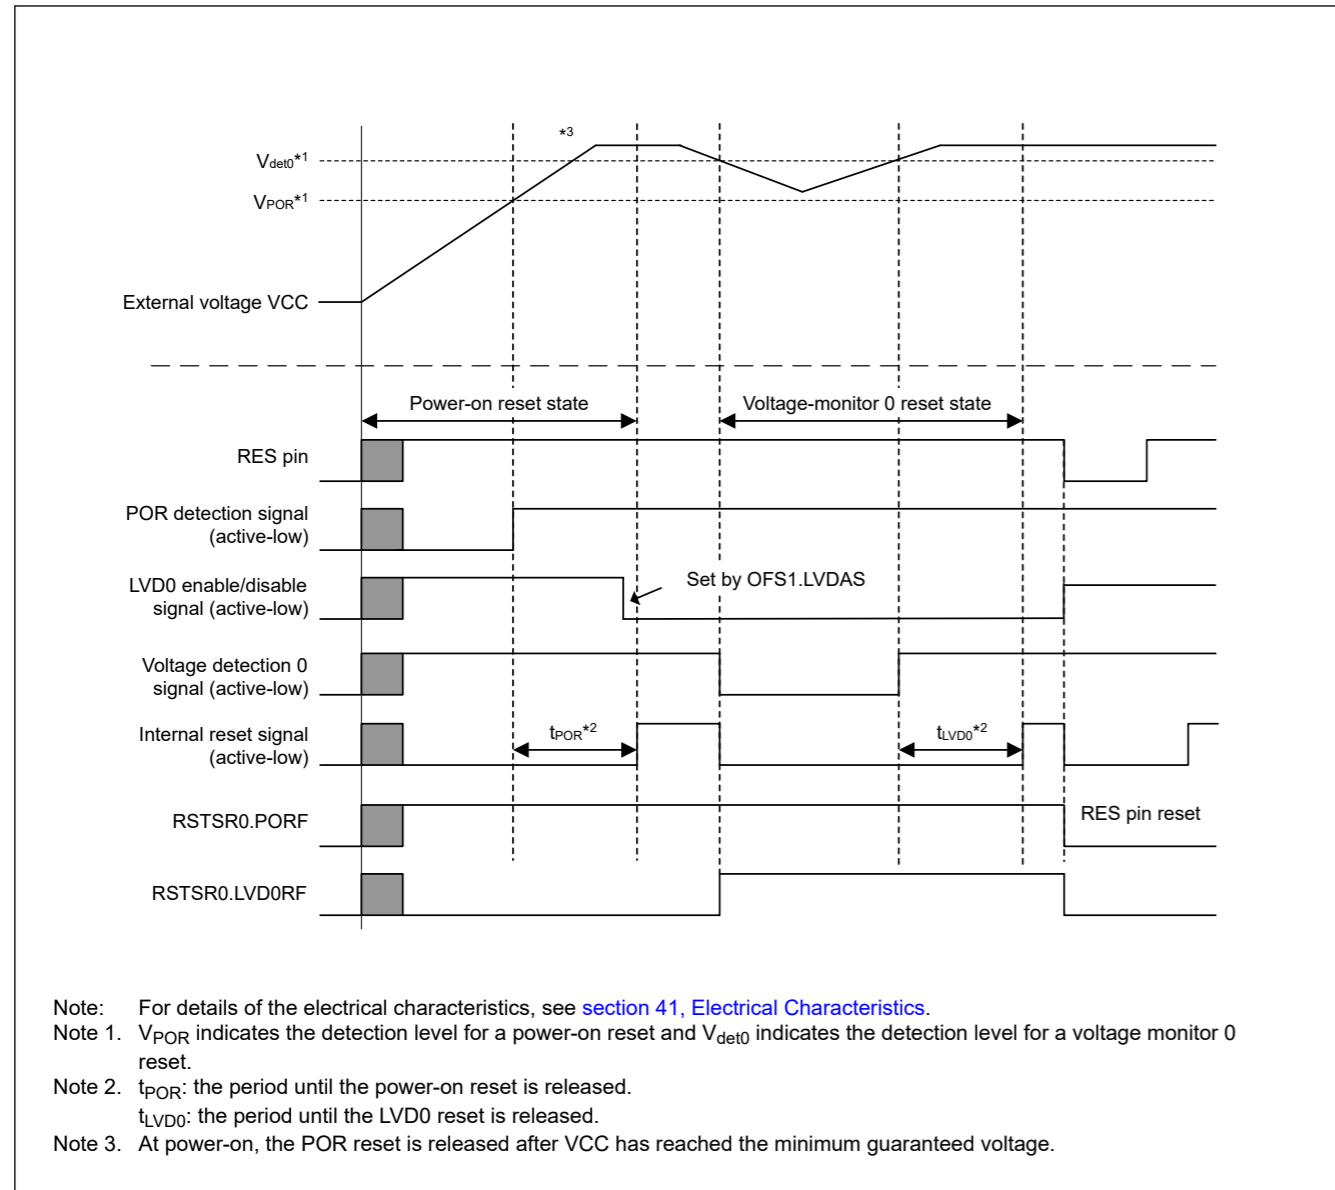 *3
Vdet0*1
VPOR*1
External voltage VCC
Power-on reset state
Voltage-monitor 0 reset state
RES pin
POR detection signal
(active-low)
LVD0 enable/disable
signal (active-low)
Set by OFS1.LVDAS
Voltage detection 0
signal (active-low)
Internal reset signal
(active-low)
tPOR*2
tLVD0*2
RSTSR0.PORF
RES pin reset
RSTSR0.LVD0RF
Note: For details of the electrical characteristics, see section 41, Electrical Characteristics.
Note 1. VPOR indicates the detection level for a power-on reset and Vdet0 indicates the detection level for a voltage monitor 0
reset.
Note 2. tPOR: the period until the power-on reset is released.
tLVD0: the period until the LVD0 reset is released.
Note 3. At power-on, the POR reset is released after VCC has reached the minimum guaranteed voltage.